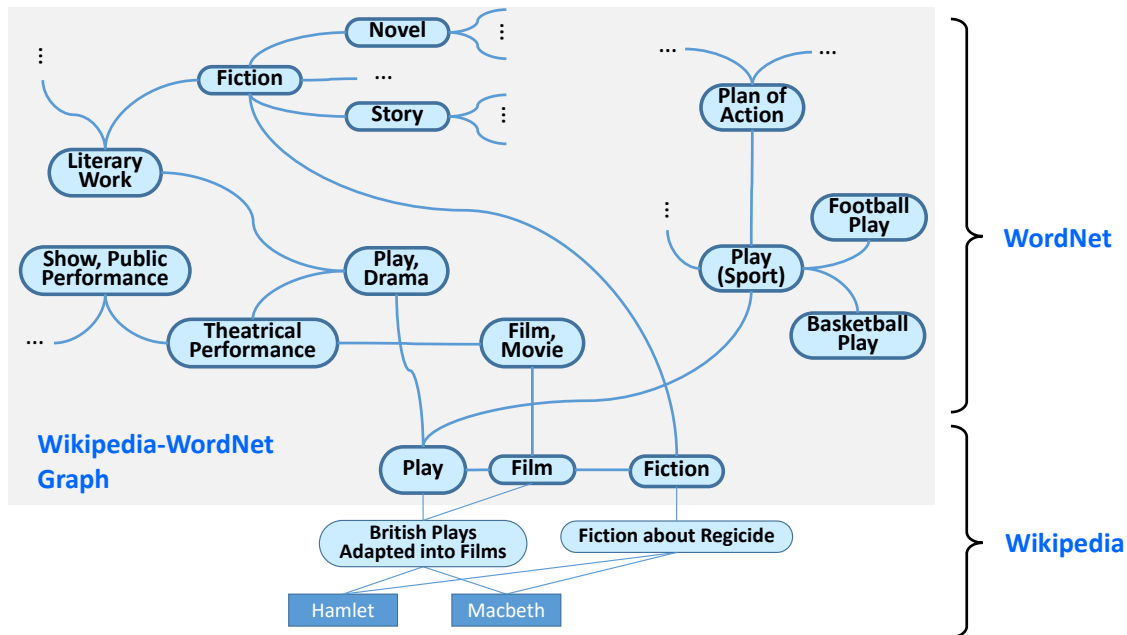 Novel
⋮
⋮
Fiction
...
... ...
Plan of
Action
Story
⋮
Literary
Work
Football
Play
⋮
WordNet
Show, Public
Performance
Play,
Drama
Play
(Sport)
...
Theatrical
Performance
Film,
Movie
Basketball
Play
Wikipedia-WordNet
Graph
Play
Film
Fiction
British Plays
Adapted into Films
Fiction about Regicide
Wikipedia
Hamlet
Macbeth